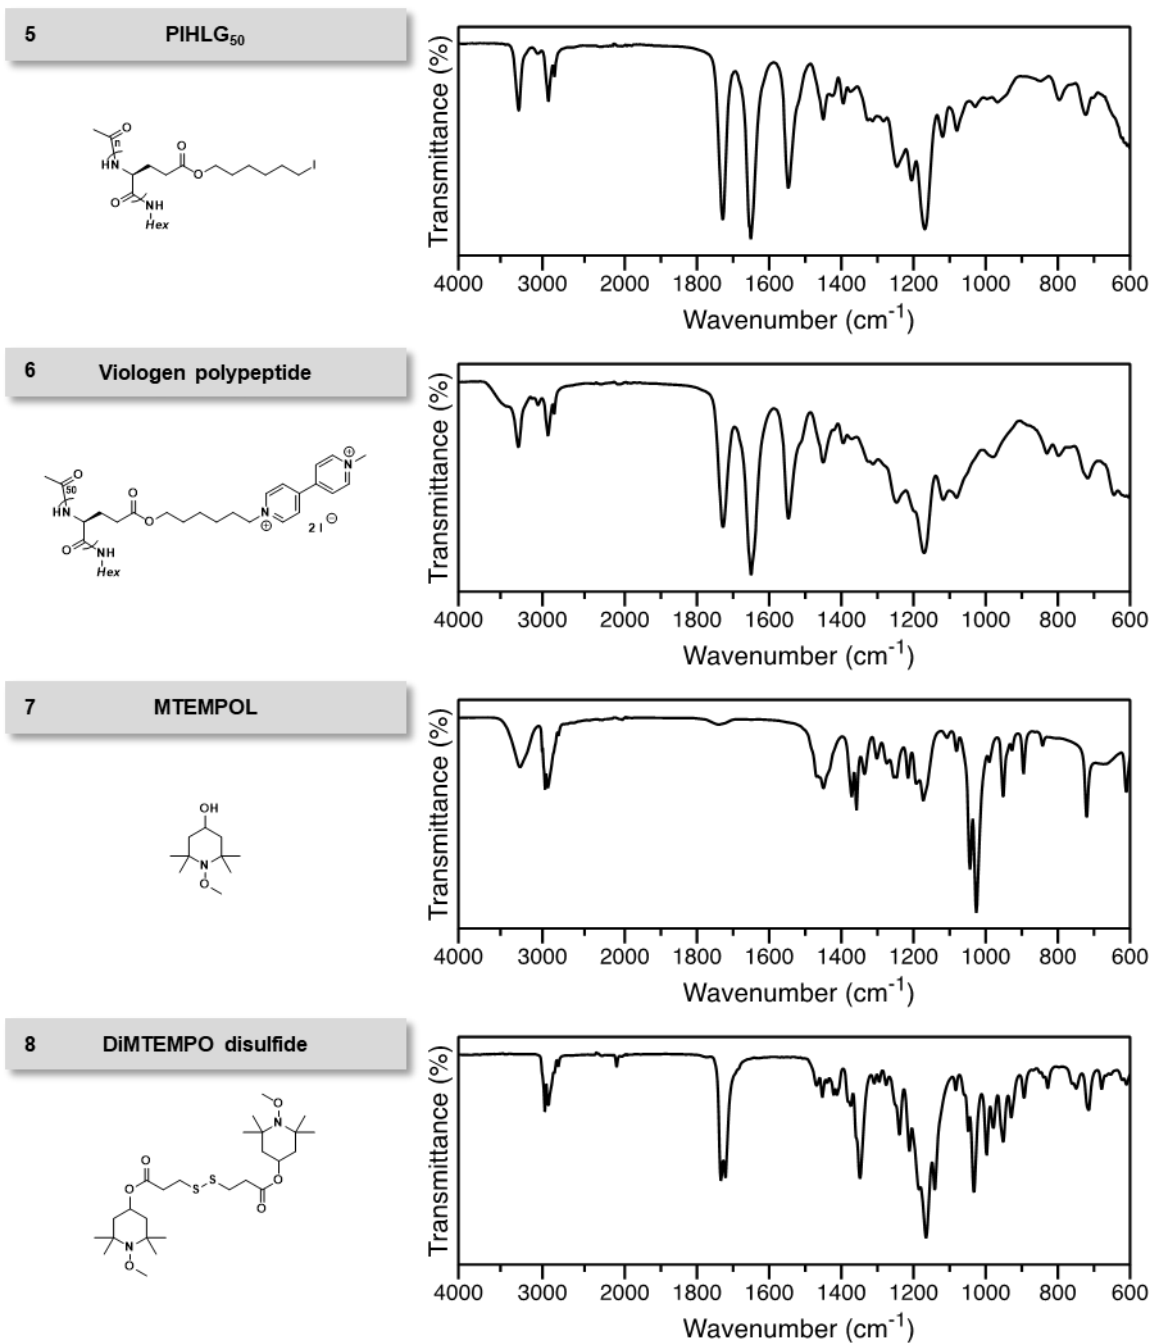 5 PIHLG50
O
n
HN
O
O
I
O
NH
Hex
Transmittance (%)
4000 3000 2000 1800 1600 1400 1200 1000 800 600
Wavenumber (cm-1)
6 Viologen polypeptide
O
50
HN
O
O
N
⊕
N
⊕
2 I ⊖
O
NH
Hex
Transmittance (%)
4000 3000 2000 1800 1600 1400 1200 1000 800 600
Wavenumber (cm-1)
7 MTEMPOL
OH
N
O
Transmittance (%)
4000 3000 2000 1800 1600 1400 1200 1000 800 600
Wavenumber (cm-1)
8 DiMTEMPO disulfide
O
N
O
O
S
S
O
O
N
O
Transmittance (%)
4000 3000 2000 1800 1600 1400 1200 1000 800 600
Wavenumber (cm-1)